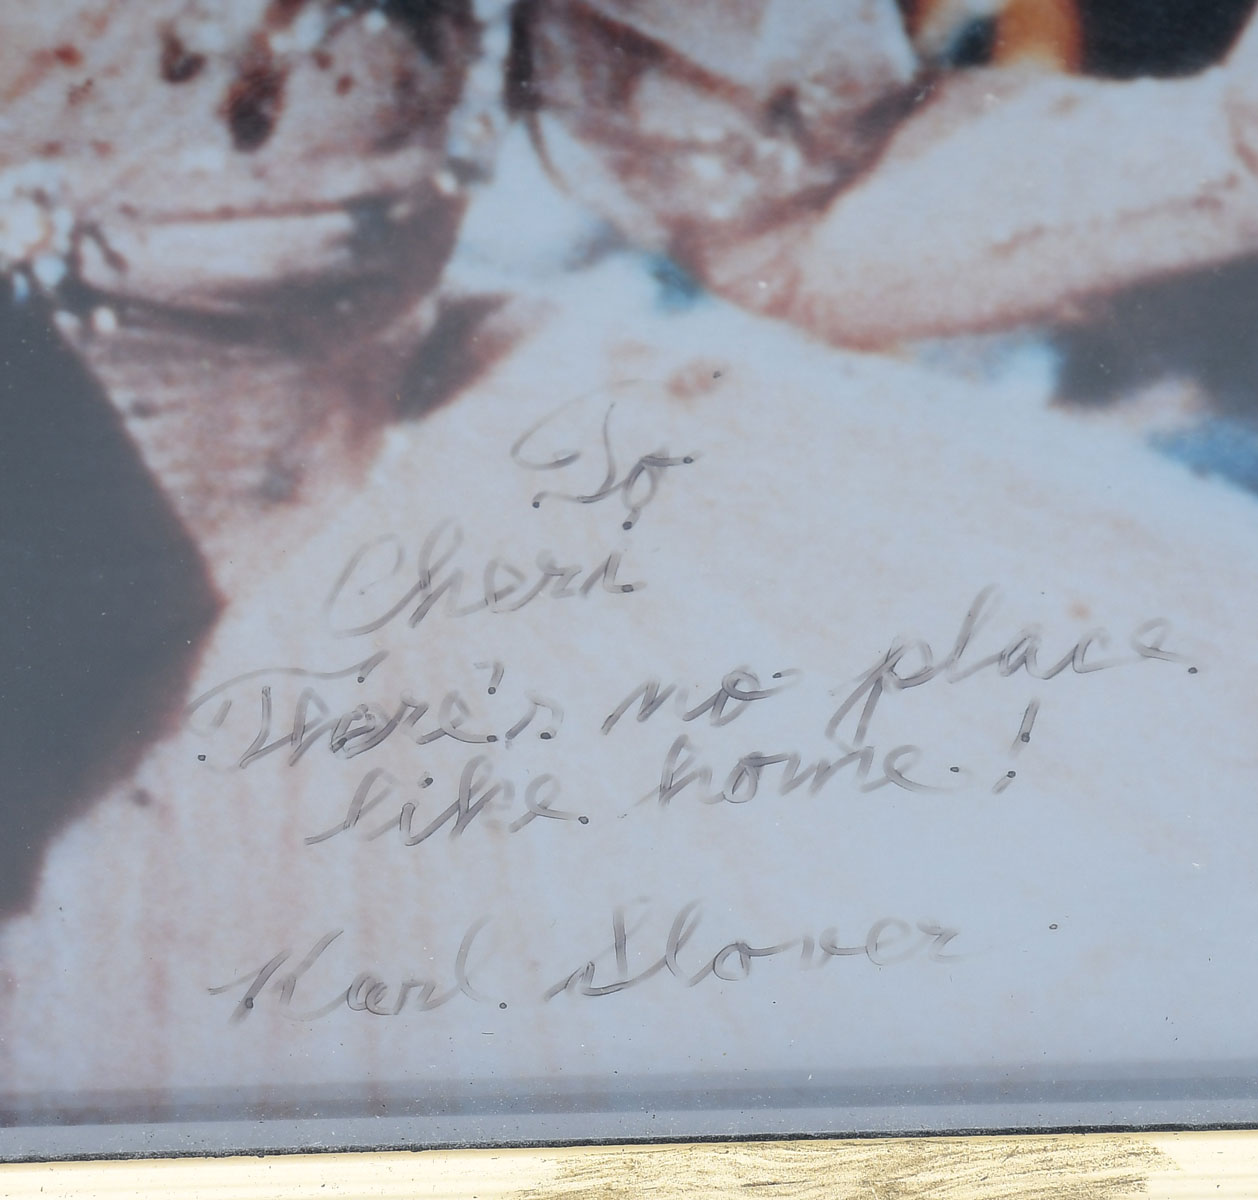 To
Cheri
There's no place
like home!
Karl Slover